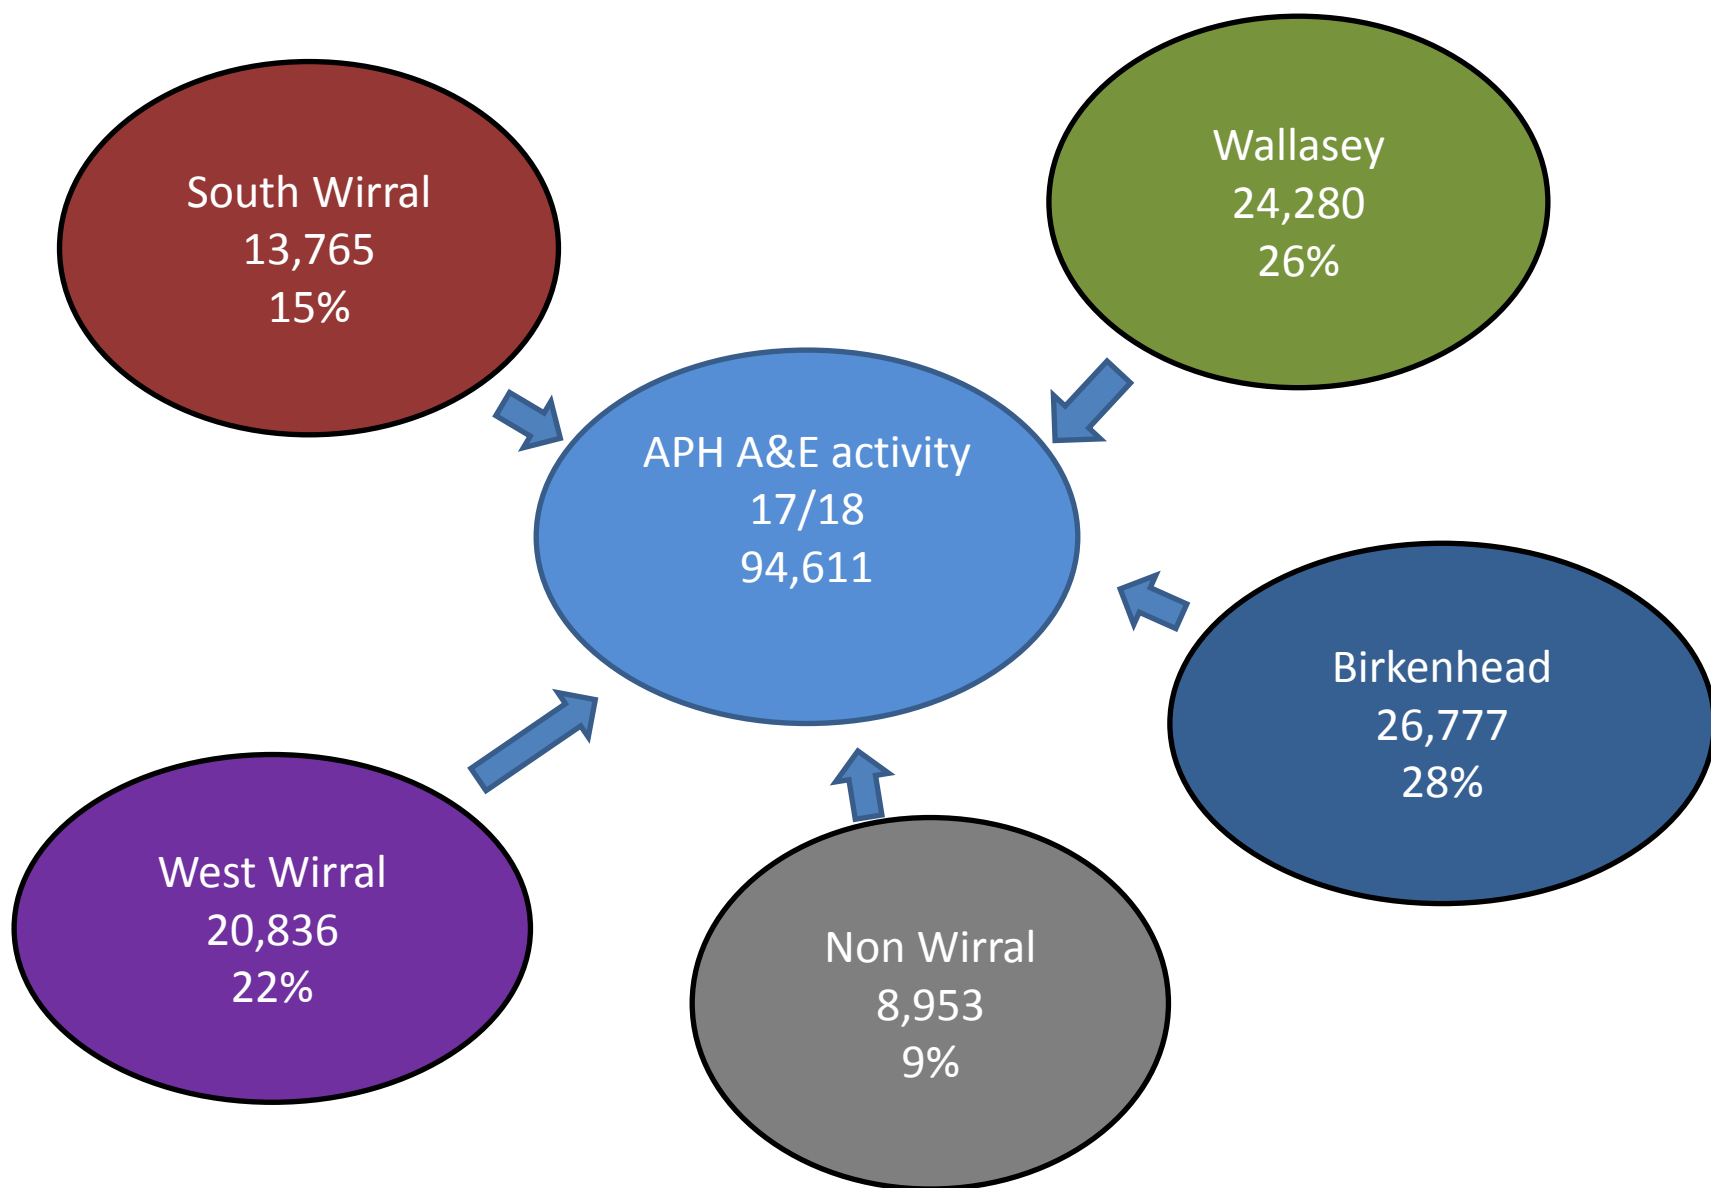 South Wirral
13,765
15%
Wallasey
24,280
26%
APH A&E activity
17/18
94,611
Birkenhead
26,777
28%
West Wirral
20,836
22%
Non Wirral
8,953
9%